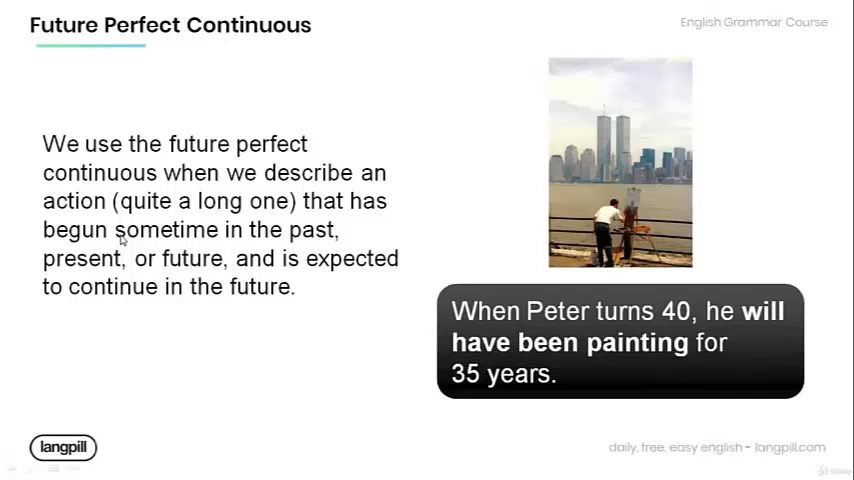 Future Perfect Continuous
English Grammar Course
We use the future perfect
continuous when we describe an
action (quite a long one) that has
begun sometime in the past,
present, or future, and is expected
to continue in the future.
When Peter turns 40, he will
have been painting for
35 years.
langpill
daily, free, easy english - langpill.com